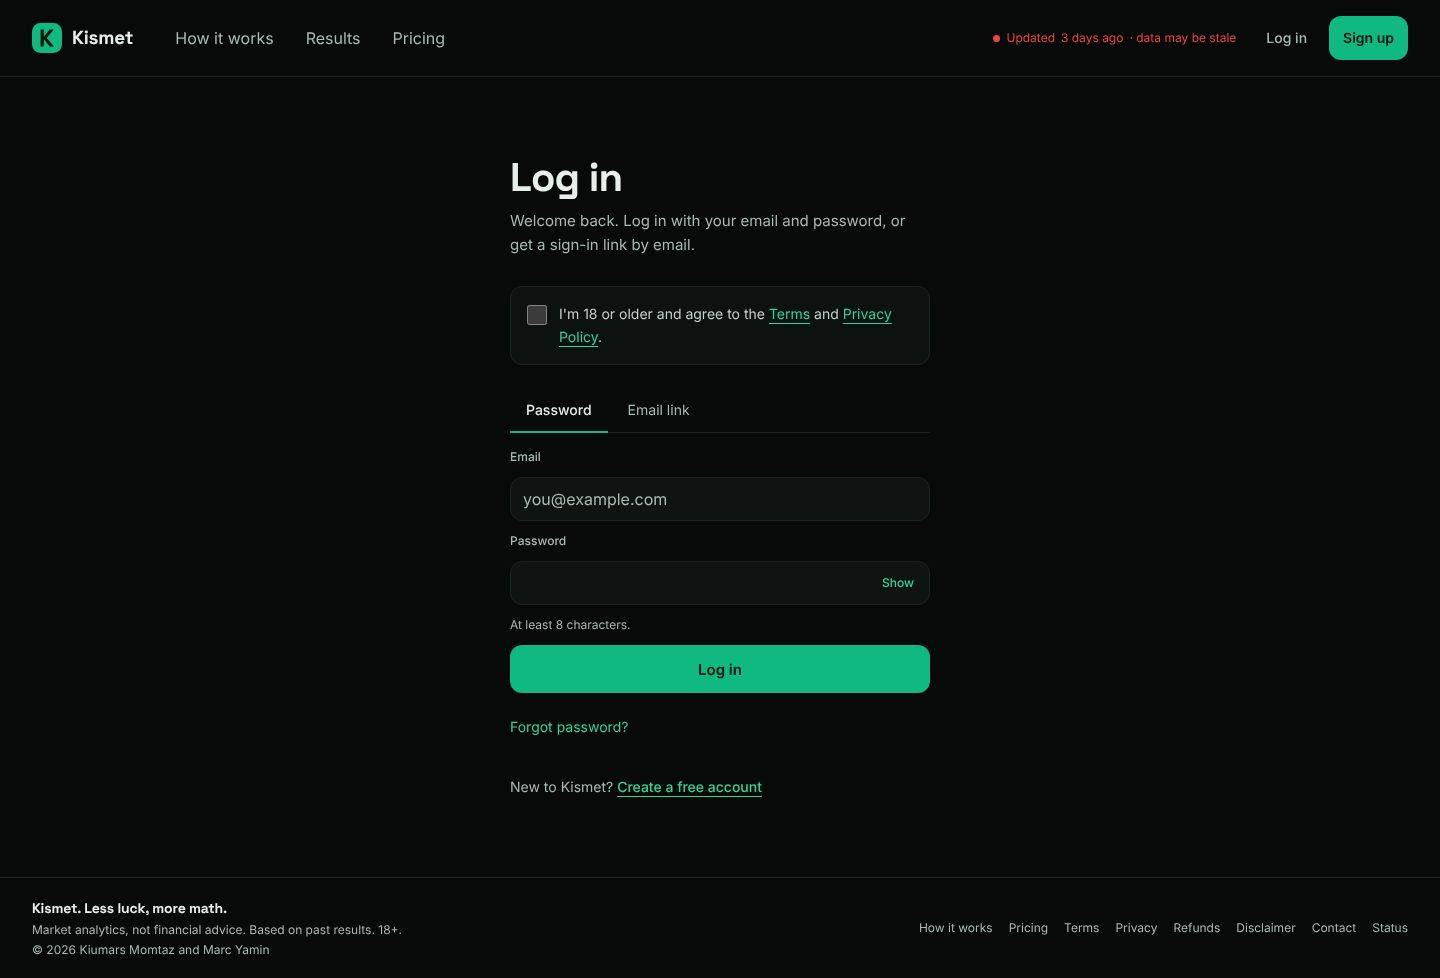 K Kismet How it works Results Pricing Updated 3 days ago · data may be stale Log in Sign up
Log in
Welcome back. Log in with your email and password, or
get a sign-in link by email.
I'm 18 or older and agree to the Terms and Privacy
Policy.
Password Email link
Email
you@example.com
Password
Show
At least 8 characters.
Log in
Forgot password?
New to Kismet? Create a free account
Kismet. Less luck, more math.
Market analytics, not financial advice. Based on past results. 18+.
© 2026 Kiumars Momtaz and Marc Yamin
How it works Pricing Terms Privacy Refunds Disclaimer Contact Status